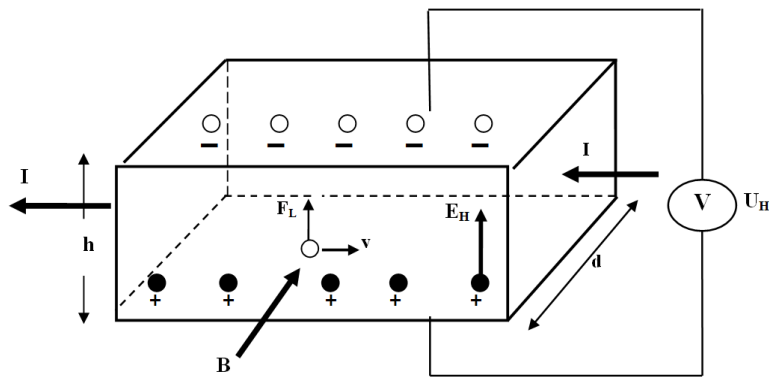 − − − − −
I
I
h
F_L
E_H
v
V
U_H
d
+ + + + +
B